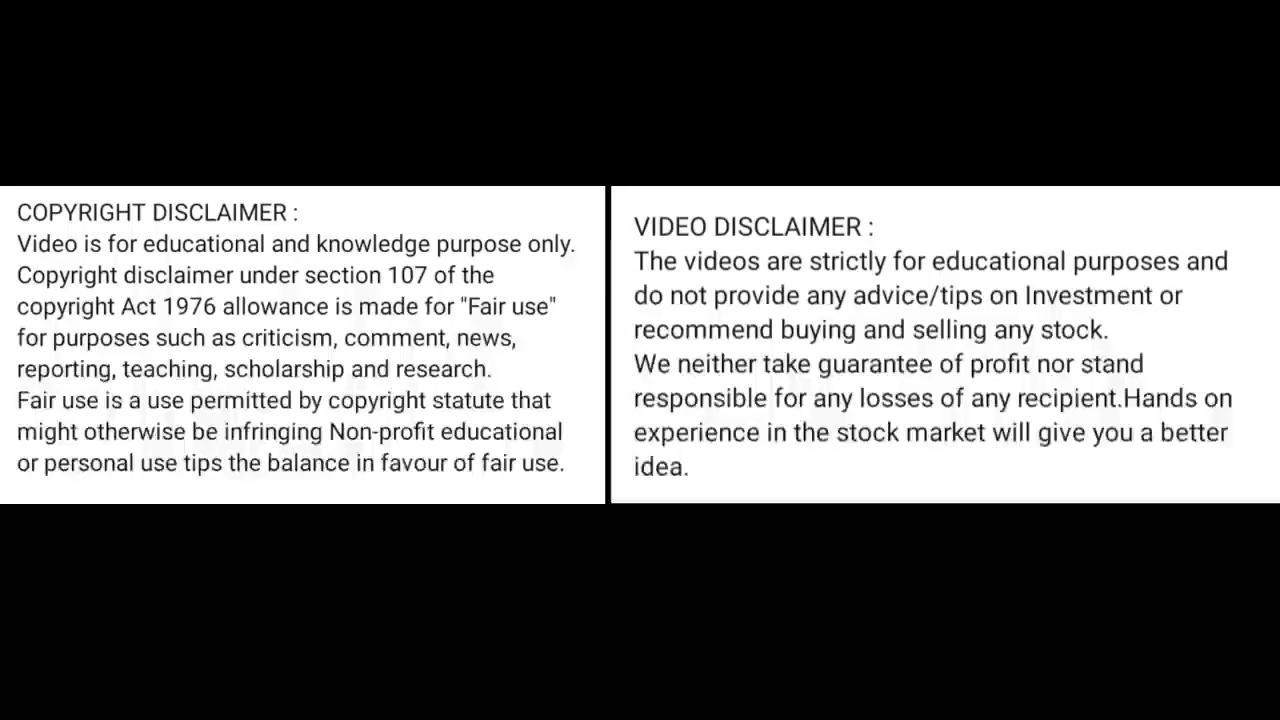 COPYRIGHT DISCLAIMER :
Video is for educational and knowledge purpose only.
Copyright disclaimer under section 107 of the
copyright Act 1976 allowance is made for "Fair use"
for purposes such as criticism, comment, news,
reporting, teaching, scholarship and research.
Fair use is a use permitted by copyright statute that
might otherwise be infringing Non-profit educational
or personal use tips the balance in favour of fair use.
VIDEO DISCLAIMER :
The videos are strictly for educational purposes and
do not provide any advice/tips on Investment or
recommend buying and selling any stock.
We neither take guarantee of profit nor stand
responsible for any losses of any recipient.Hands on
experience in the stock market will give you a better
idea.